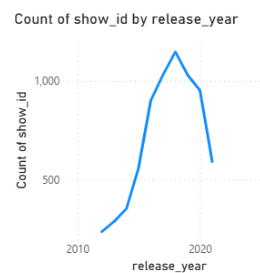 Count of show_id by release_year
1,000
Count of show_id
500
2010
2020
release_year